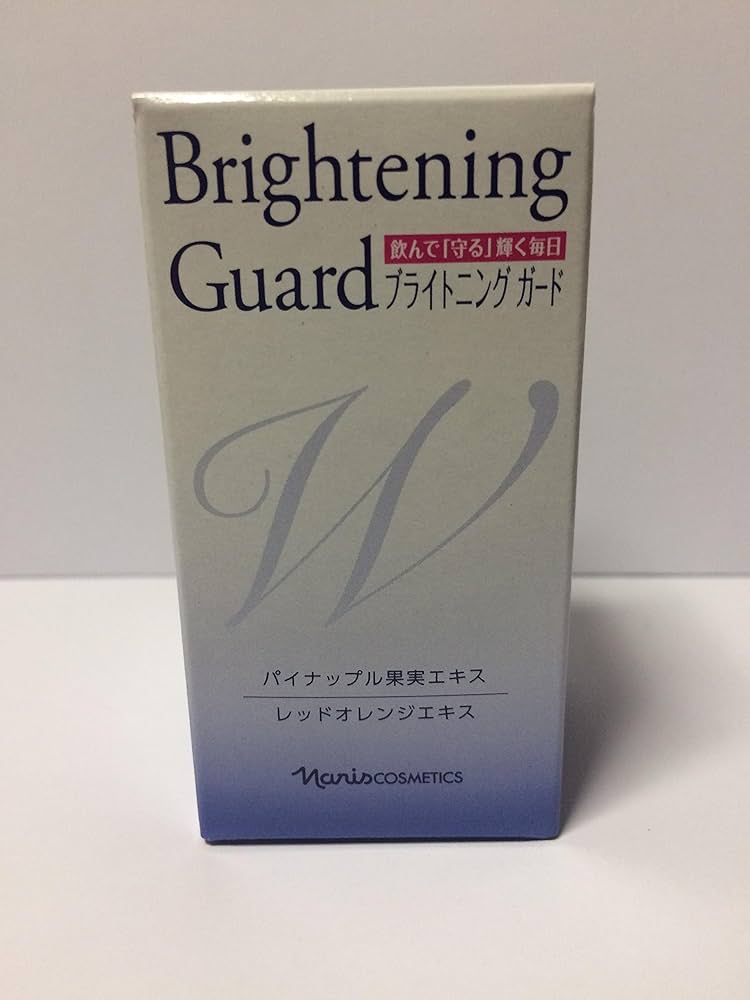 Brightening
飲んで「守る」輝く毎日
Guard ブライトニング ガード
W
パイナップル果実エキス
レッドオレンジエキス
naris COSMETICS